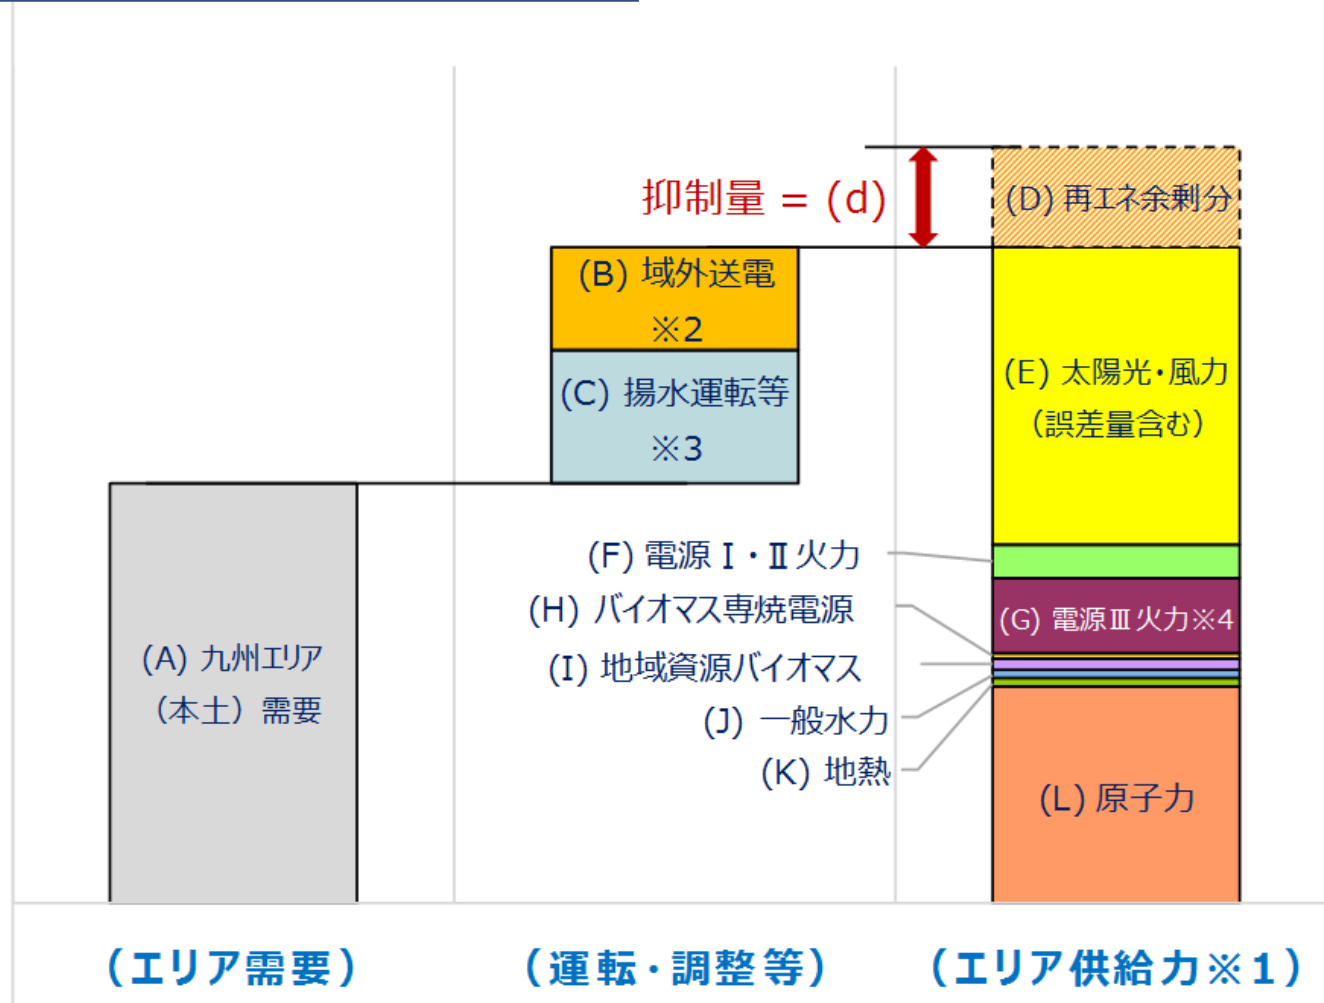 抑制量 = (d)
(D) 再エネ余剰分
(B) 域外送電
※2
(C) 揚水運転等
※3
(E) 太陽光・風力
（誤差量含む）
(F) 電源Ⅰ・Ⅱ火力
(H) バイオマス専焼電源
(G) 電源Ⅲ火力※4
(I) 地域資源バイオマス
(A) 九州エリア
（本土）需要
(J) 一般水力
(K) 地熱
(L) 原子力
（エリア需要）
（運転・調整等）
（エリア供給力※1）